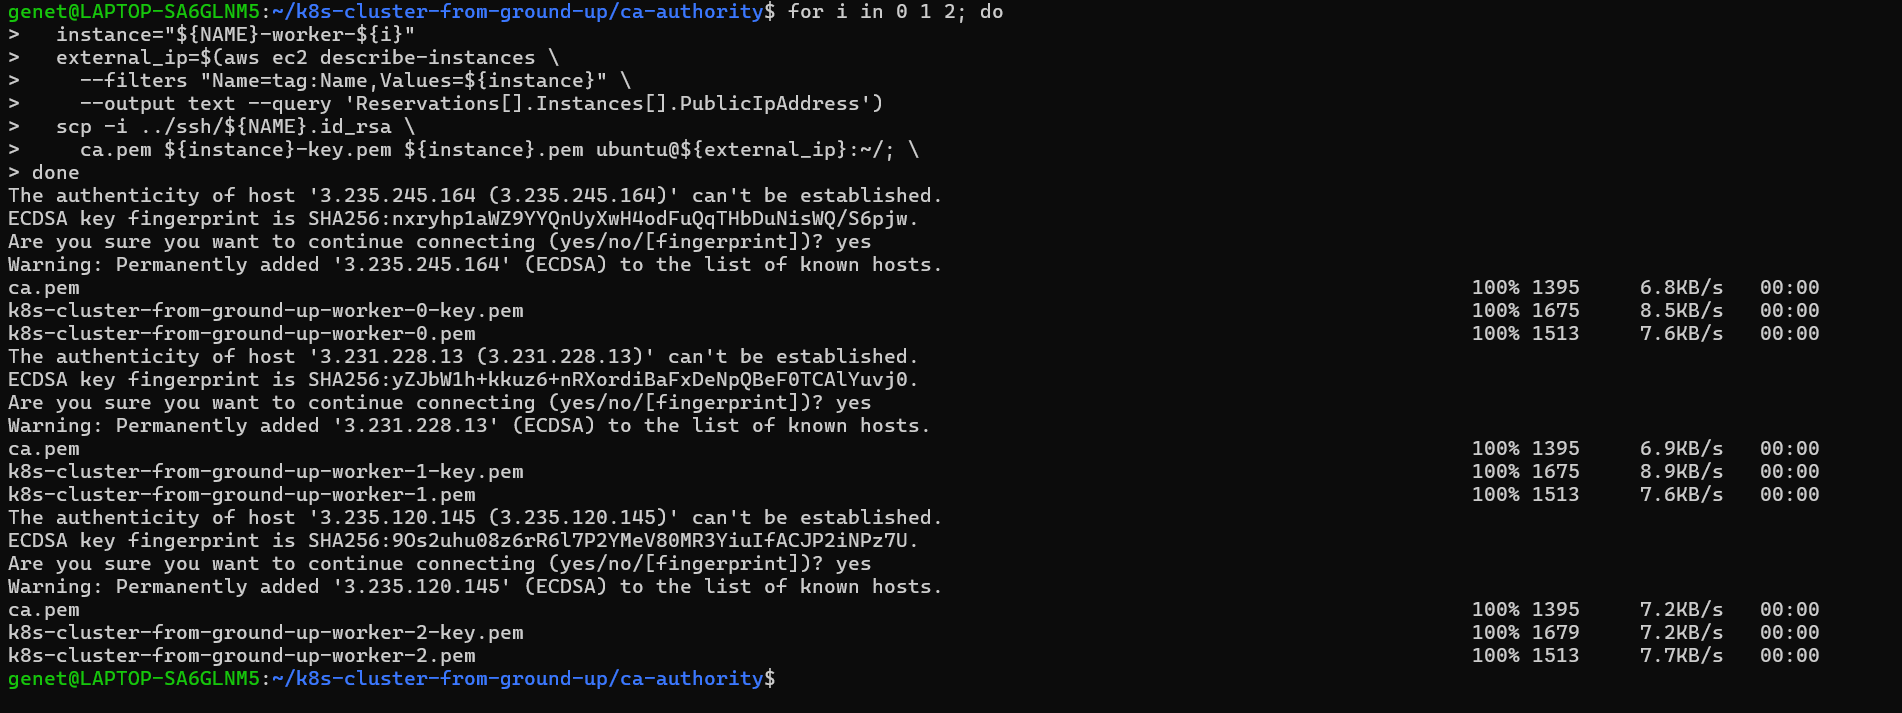 genet@LAPTOP-SA6GLNM5:~/k8s-cluster-from-ground-up/ca-authority$ for i in 0 1 2; do
>   instance="${NAME}-worker-${i}"
>   external_ip=$(aws ec2 describe-instances \
>     --filters "Name=tag:Name,Values=${instance}" \
>     --output text --query 'Reservations[].Instances[].PublicIpAddress')
>   scp -i ../ssh/${NAME}.id_rsa \
>     ca.pem ${instance}-key.pem ${instance}.pem ubuntu@${external_ip}:~/; \
> done
The authenticity of host '3.235.245.164 (3.235.245.164)' can't be established.
ECDSA key fingerprint is SHA256:nxryhp1aWZ9YYQnUyXwH4odFuQqTHbDuNisWQ/S6pjw.
Are you sure you want to continue connecting (yes/no/[fingerprint])? yes
Warning: Permanently added '3.235.245.164' (ECDSA) to the list of known hosts.
ca.pem 100% 1395 6.8KB/s 00:00
k8s-cluster-from-ground-up-worker-0-key.pem 100% 1675 8.5KB/s 00:00
k8s-cluster-from-ground-up-worker-0.pem 100% 1513 7.6KB/s 00:00
The authenticity of host '3.231.228.13 (3.231.228.13)' can't be established.
ECDSA key fingerprint is SHA256:yZJbW1h+kkuz6+nRXordiBaFxDeNpQBeF0TCAlYuvj0.
Are you sure you want to continue connecting (yes/no/[fingerprint])? yes
Warning: Permanently added '3.231.228.13' (ECDSA) to the list of known hosts.
ca.pem 100% 1395 6.9KB/s 00:00
k8s-cluster-from-ground-up-worker-1-key.pem 100% 1675 8.9KB/s 00:00
k8s-cluster-from-ground-up-worker-1.pem 100% 1513 7.6KB/s 00:00
The authenticity of host '3.235.120.145 (3.235.120.145)' can't be established.
ECDSA key fingerprint is SHA256:9Os2uhu08z6rR6l7P2YMeV80MR3YiuIfACJP2iNPz7U.
Are you sure you want to continue connecting (yes/no/[fingerprint])? yes
Warning: Permanently added '3.235.120.145' (ECDSA) to the list of known hosts.
ca.pem 100% 1395 7.2KB/s 00:00
k8s-cluster-from-ground-up-worker-2-key.pem 100% 1679 7.2KB/s 00:00
k8s-cluster-from-ground-up-worker-2.pem 100% 1513 7.7KB/s 00:00
genet@LAPTOP-SA6GLNM5:~/k8s-cluster-from-ground-up/ca-authority$